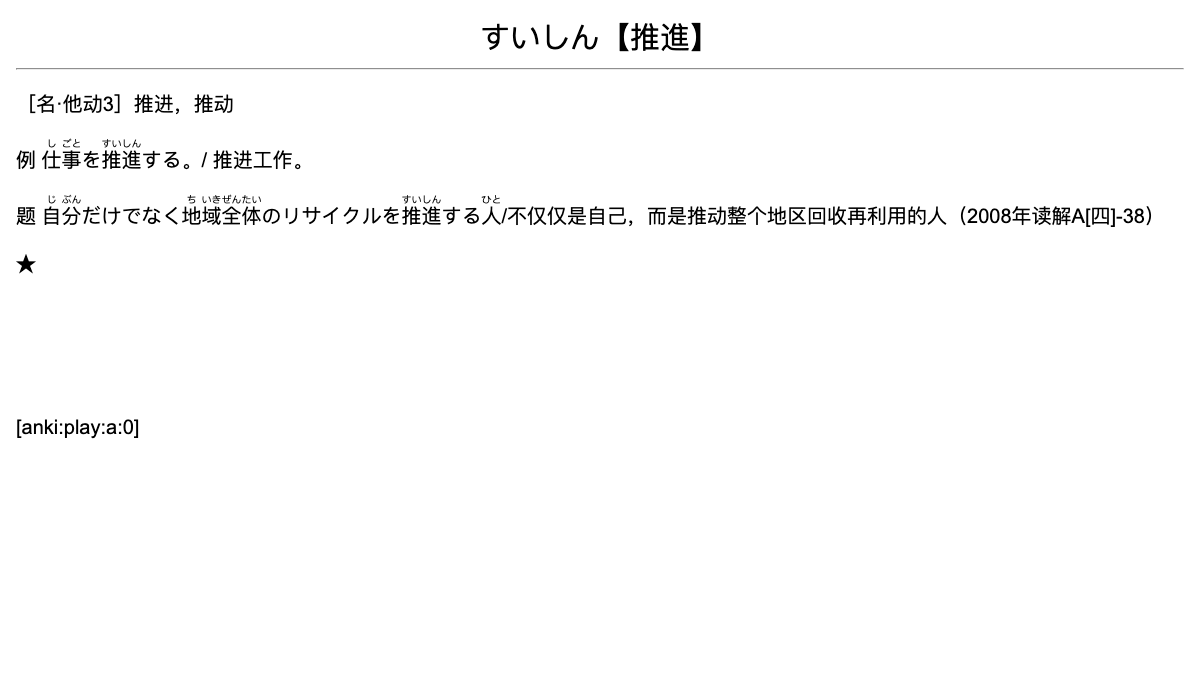 すいしん【推進】
［名·他动3］推进，推动
し ごと すいしん
例 仕事を推進する。/ 推进工作。
じ ぶん ち いきぜんたい すいしん ひと
题 自分だけでなく地域全体のリサイクルを推進する人/不仅仅是自己，而是推动整个地区回收再利用的人（2008年读解A[四]-38）
★
[anki:play:a:0]